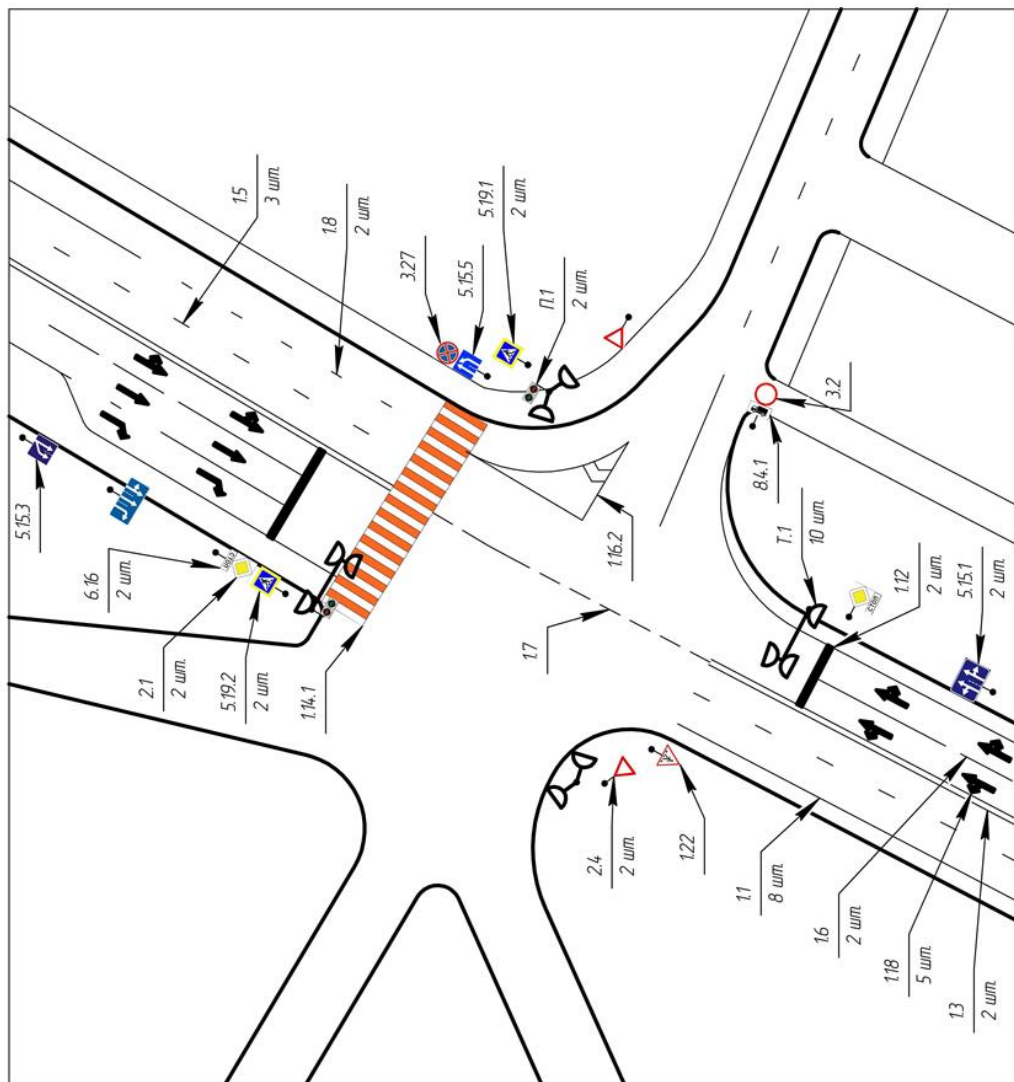 5.15.3
6.16
2 шт.
2.1
2 шт.
5.19.2
2 шт.
1.5
3 шт.
1.14.1
1.8
2 шт.
3.27
5.15.5
5.19.1
2 шт.
1.7
П.1
2 шт.
2.4
2 шт.
1.16.2
1.22
1.1
8 шт.
8.4.1
Т.1
10 шт.
1.6
2 шт.
3.2
1.18
5 шт.
1.12
2 шт.
1.3
2 шт.
5.15.1
2 шт.